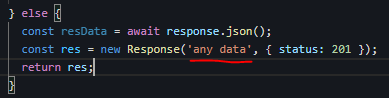 } else {
const resData = await response.json();
const res = new Response('any data', { status: 201 });
return res;
}